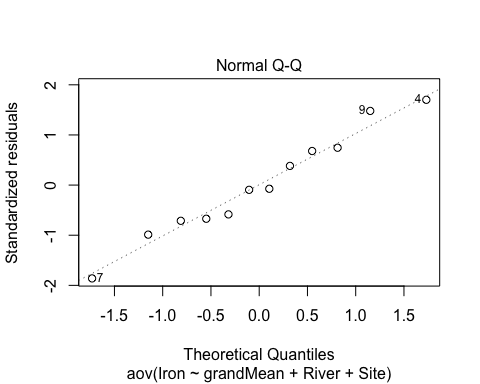 Normal Q-Q
Standardized residuals
2
1
0
-1
-2
9
4
7
-1.5 -1.0 -0.5 0.0 0.5 1.0 1.5
Theoretical Quantiles
aov(Iron ~ grandMean + River + Site)